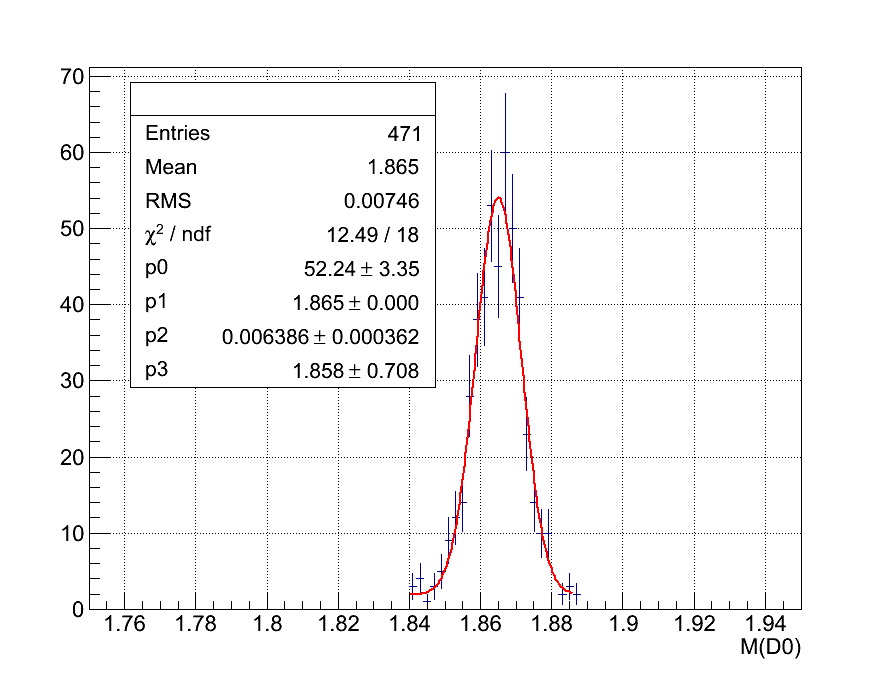 70
60
50
40
30
20
10
0
Entries 471
Mean 1.865
RMS 0.00746
χ² / ndf 12.49 / 18
p0 52.24 ± 3.35
p1 1.865 ± 0.000
p2 0.006386 ± 0.000362
p3 1.858 ± 0.708
1.76 1.78 1.8 1.82 1.84 1.86 1.88 1.9 1.92 1.94
M(D0)